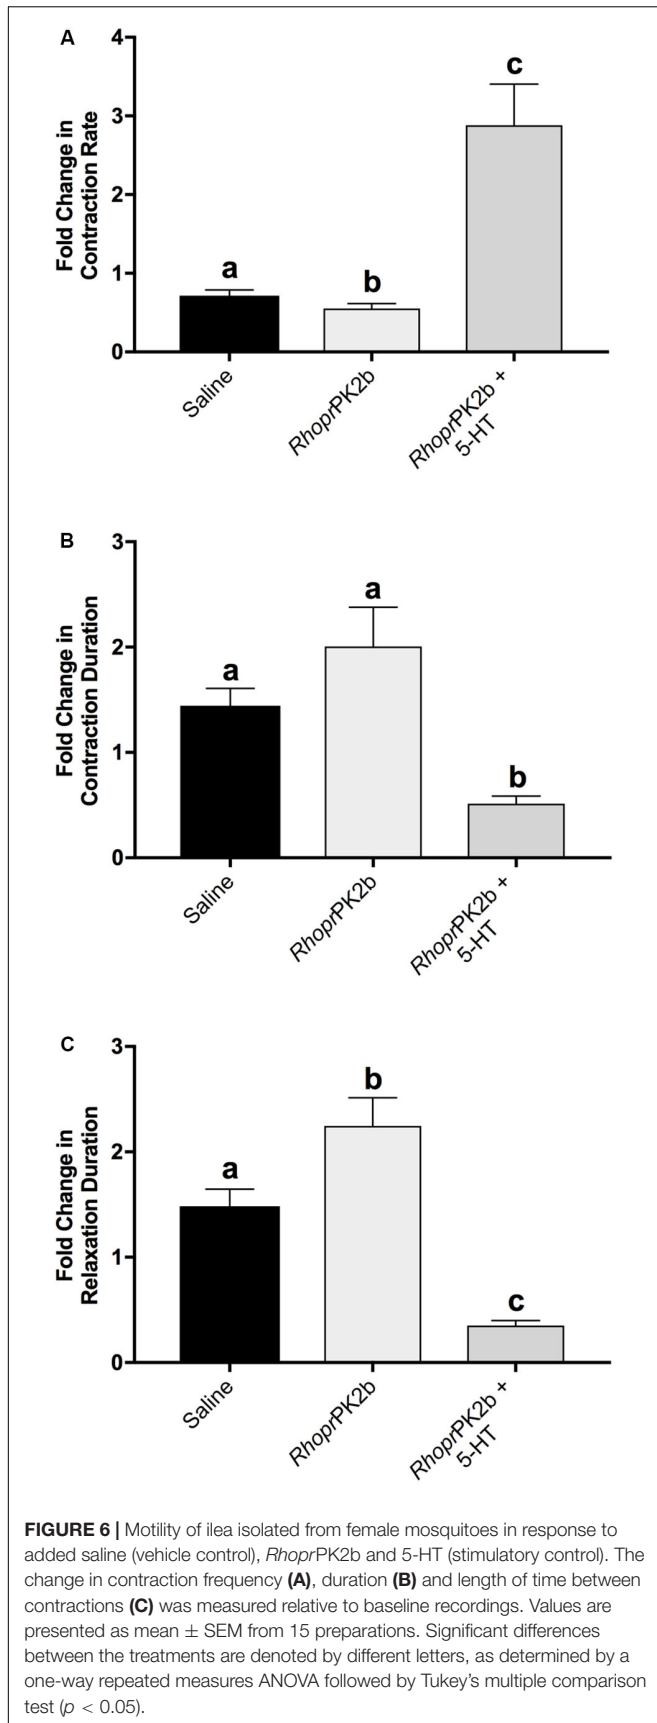 A
Fold Change in
Contraction Rate
4
3
2
1
0
a
b
c
Saline
RhoprPK2b
RhoprPK2b +
5-HT
B
Fold Change in
Contraction Duration
3
2
1
0
a
a
b
Saline
RhoprPK2b
RhoprPK2b +
5-HT
C
Fold Change in
Relaxation Duration
3
2
1
0
a
b
c
Saline
RhoprPK2b
RhoprPK2b +
5-HT
FIGURE 6 | Motility of ilea isolated from female mosquitoes in response to
added saline (vehicle control), RhoprPK2b and 5-HT (stimulatory control). The
change in contraction frequency (A), duration (B) and length of time between
contractions (C) was measured relative to baseline recordings. Values are
presented as mean ± SEM from 15 preparations. Significant differences
between the treatments are denoted by different letters, as determined by a
one-way repeated measures ANOVA followed by Tukey's multiple comparison
test (p < 0.05).